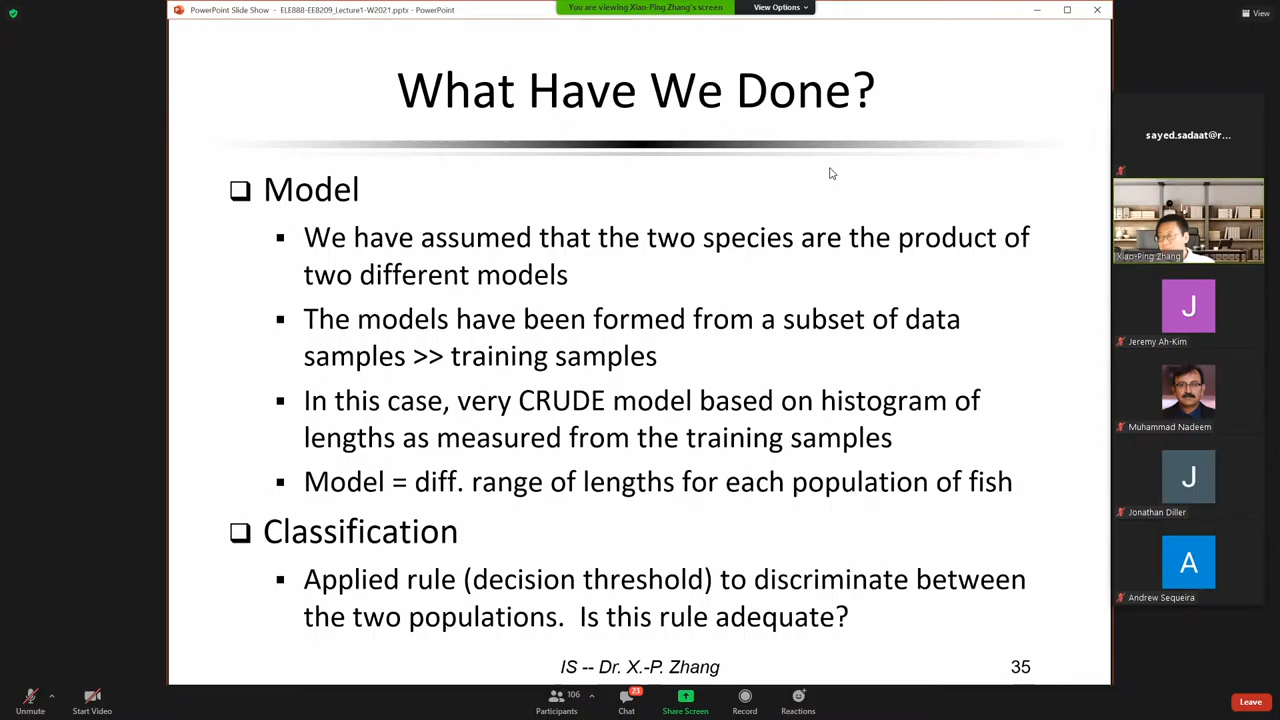 PowerPoint Slide Show - ELE888-EE8209_Lecture1-W2021.pptx - PowerPoint
You are viewing Xiao-Ping Zhang's screen
View Options
View
What Have We Done?
Model
We have assumed that the two species are the product of
two different models
The models have been formed from a subset of data
samples >> training samples
In this case, very CRUDE model based on histogram of
lengths as measured from the training samples
Model = diff. range of lengths for each population of fish
Classification
Applied rule (decision threshold) to discriminate between
the two populations.  Is this rule adequate?
IS -- Dr. X.-P. Zhang
35
sayed.sadaat@r...
Xiao-Ping Zhang
J
Jeremy Ah-Kim
Muhammad Nadeem
J
Jonathan Diller
A
Andrew Sequeira
Unmute
Start Video
106
Participants
23
Chat
Share Screen
Record
Reactions
Leave